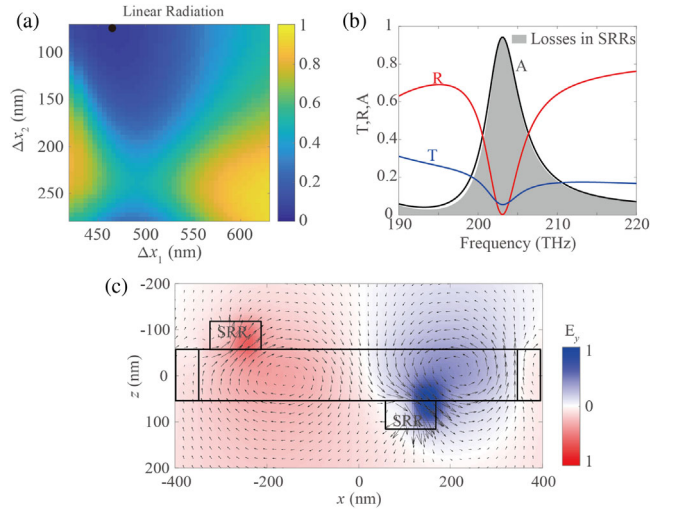 (a)
Linear Radiation
100
150
200
250
Δx₂ (nm)
450 500 550 600
Δx₁ (nm)
1
0.8
0.6
0.4
0.2
0
(b)
1
0.8
0.6
0.4
0.2
0
T,R,A
Losses in SRRs
R
A
T
190 200 210 220
Frequency (THz)
(c)
-200
-100
0
100
200
z (nm)
SRR
SRR
-400 -200 0 200 400
x (nm)
E_y
1
0
1